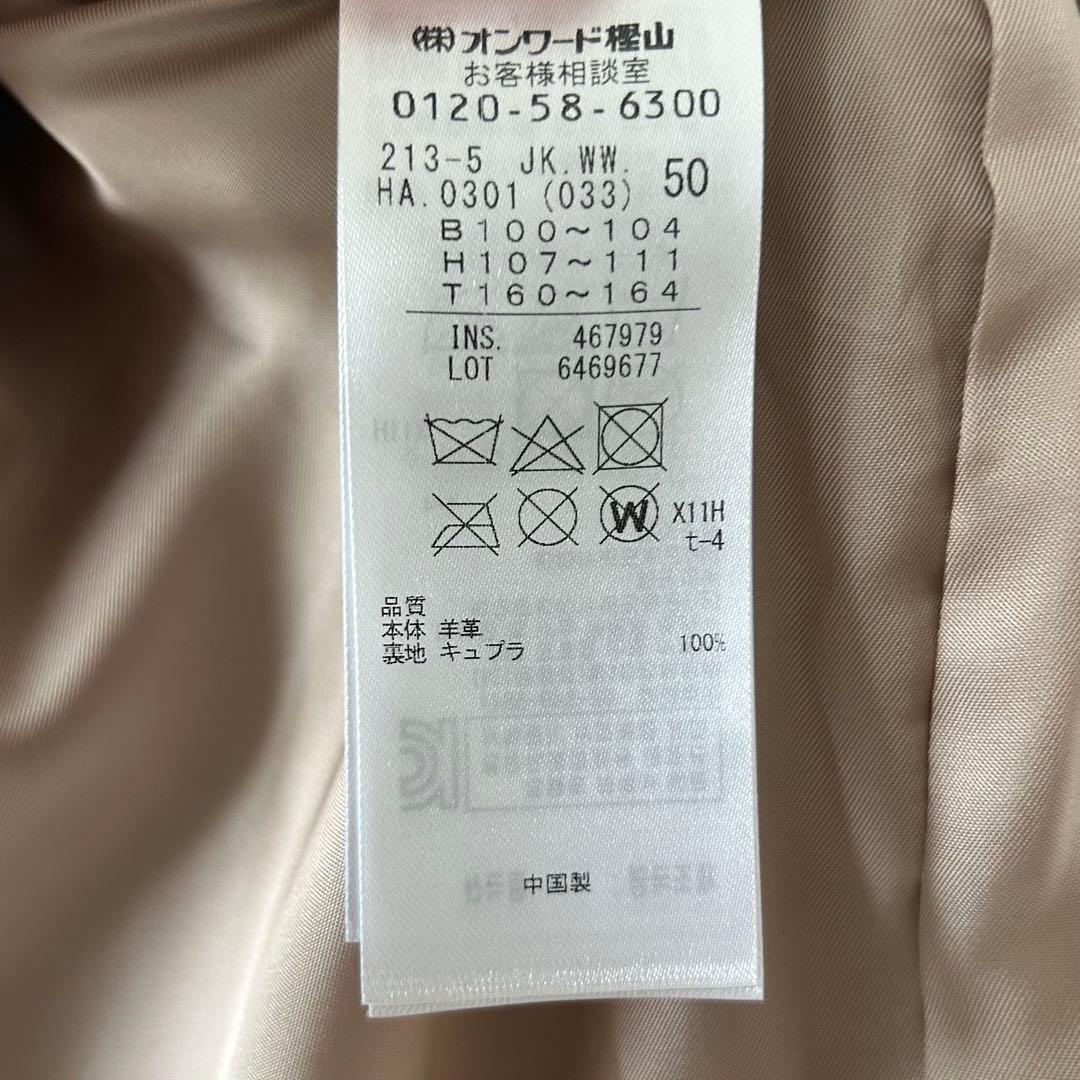 (株)オンワード樫山
お客様相談室
0120-58-6300
213-5 JK.WW.
HA.0301 (033) 50
B100～104
H107～111
T160～164
INS. 467979
LOT 6469677
W X11H
t-4
品質
本体 羊革
裏地 キュプラ 100%
中国製